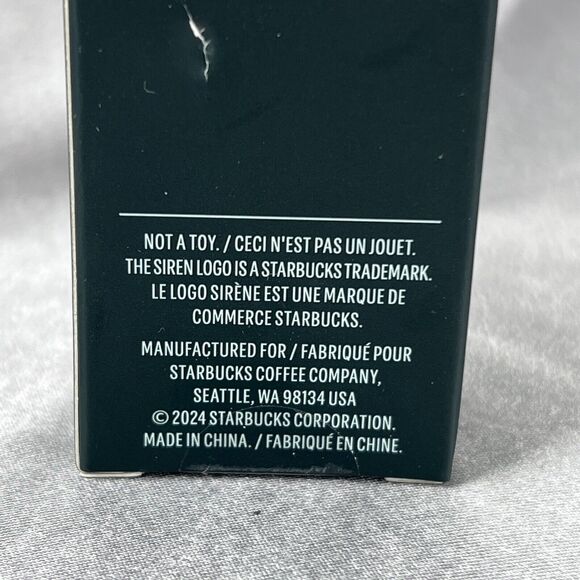 NOT A TOY. / CECI N'EST PAS UN JOUET.
THE SIREN LOGO IS A STARBUCKS TRADEMARK.
LE LOGO SIRÈNE EST UNE MARQUE DE
COMMERCE STARBUCKS.
MANUFACTURED FOR / FABRIQUÉ POUR
STARBUCKS COFFEE COMPANY,
SEATTLE, WA 98134 USA
© 2024 STARBUCKS CORPORATION.
MADE IN CHINA. / FABRIQUÉ EN CHINE.